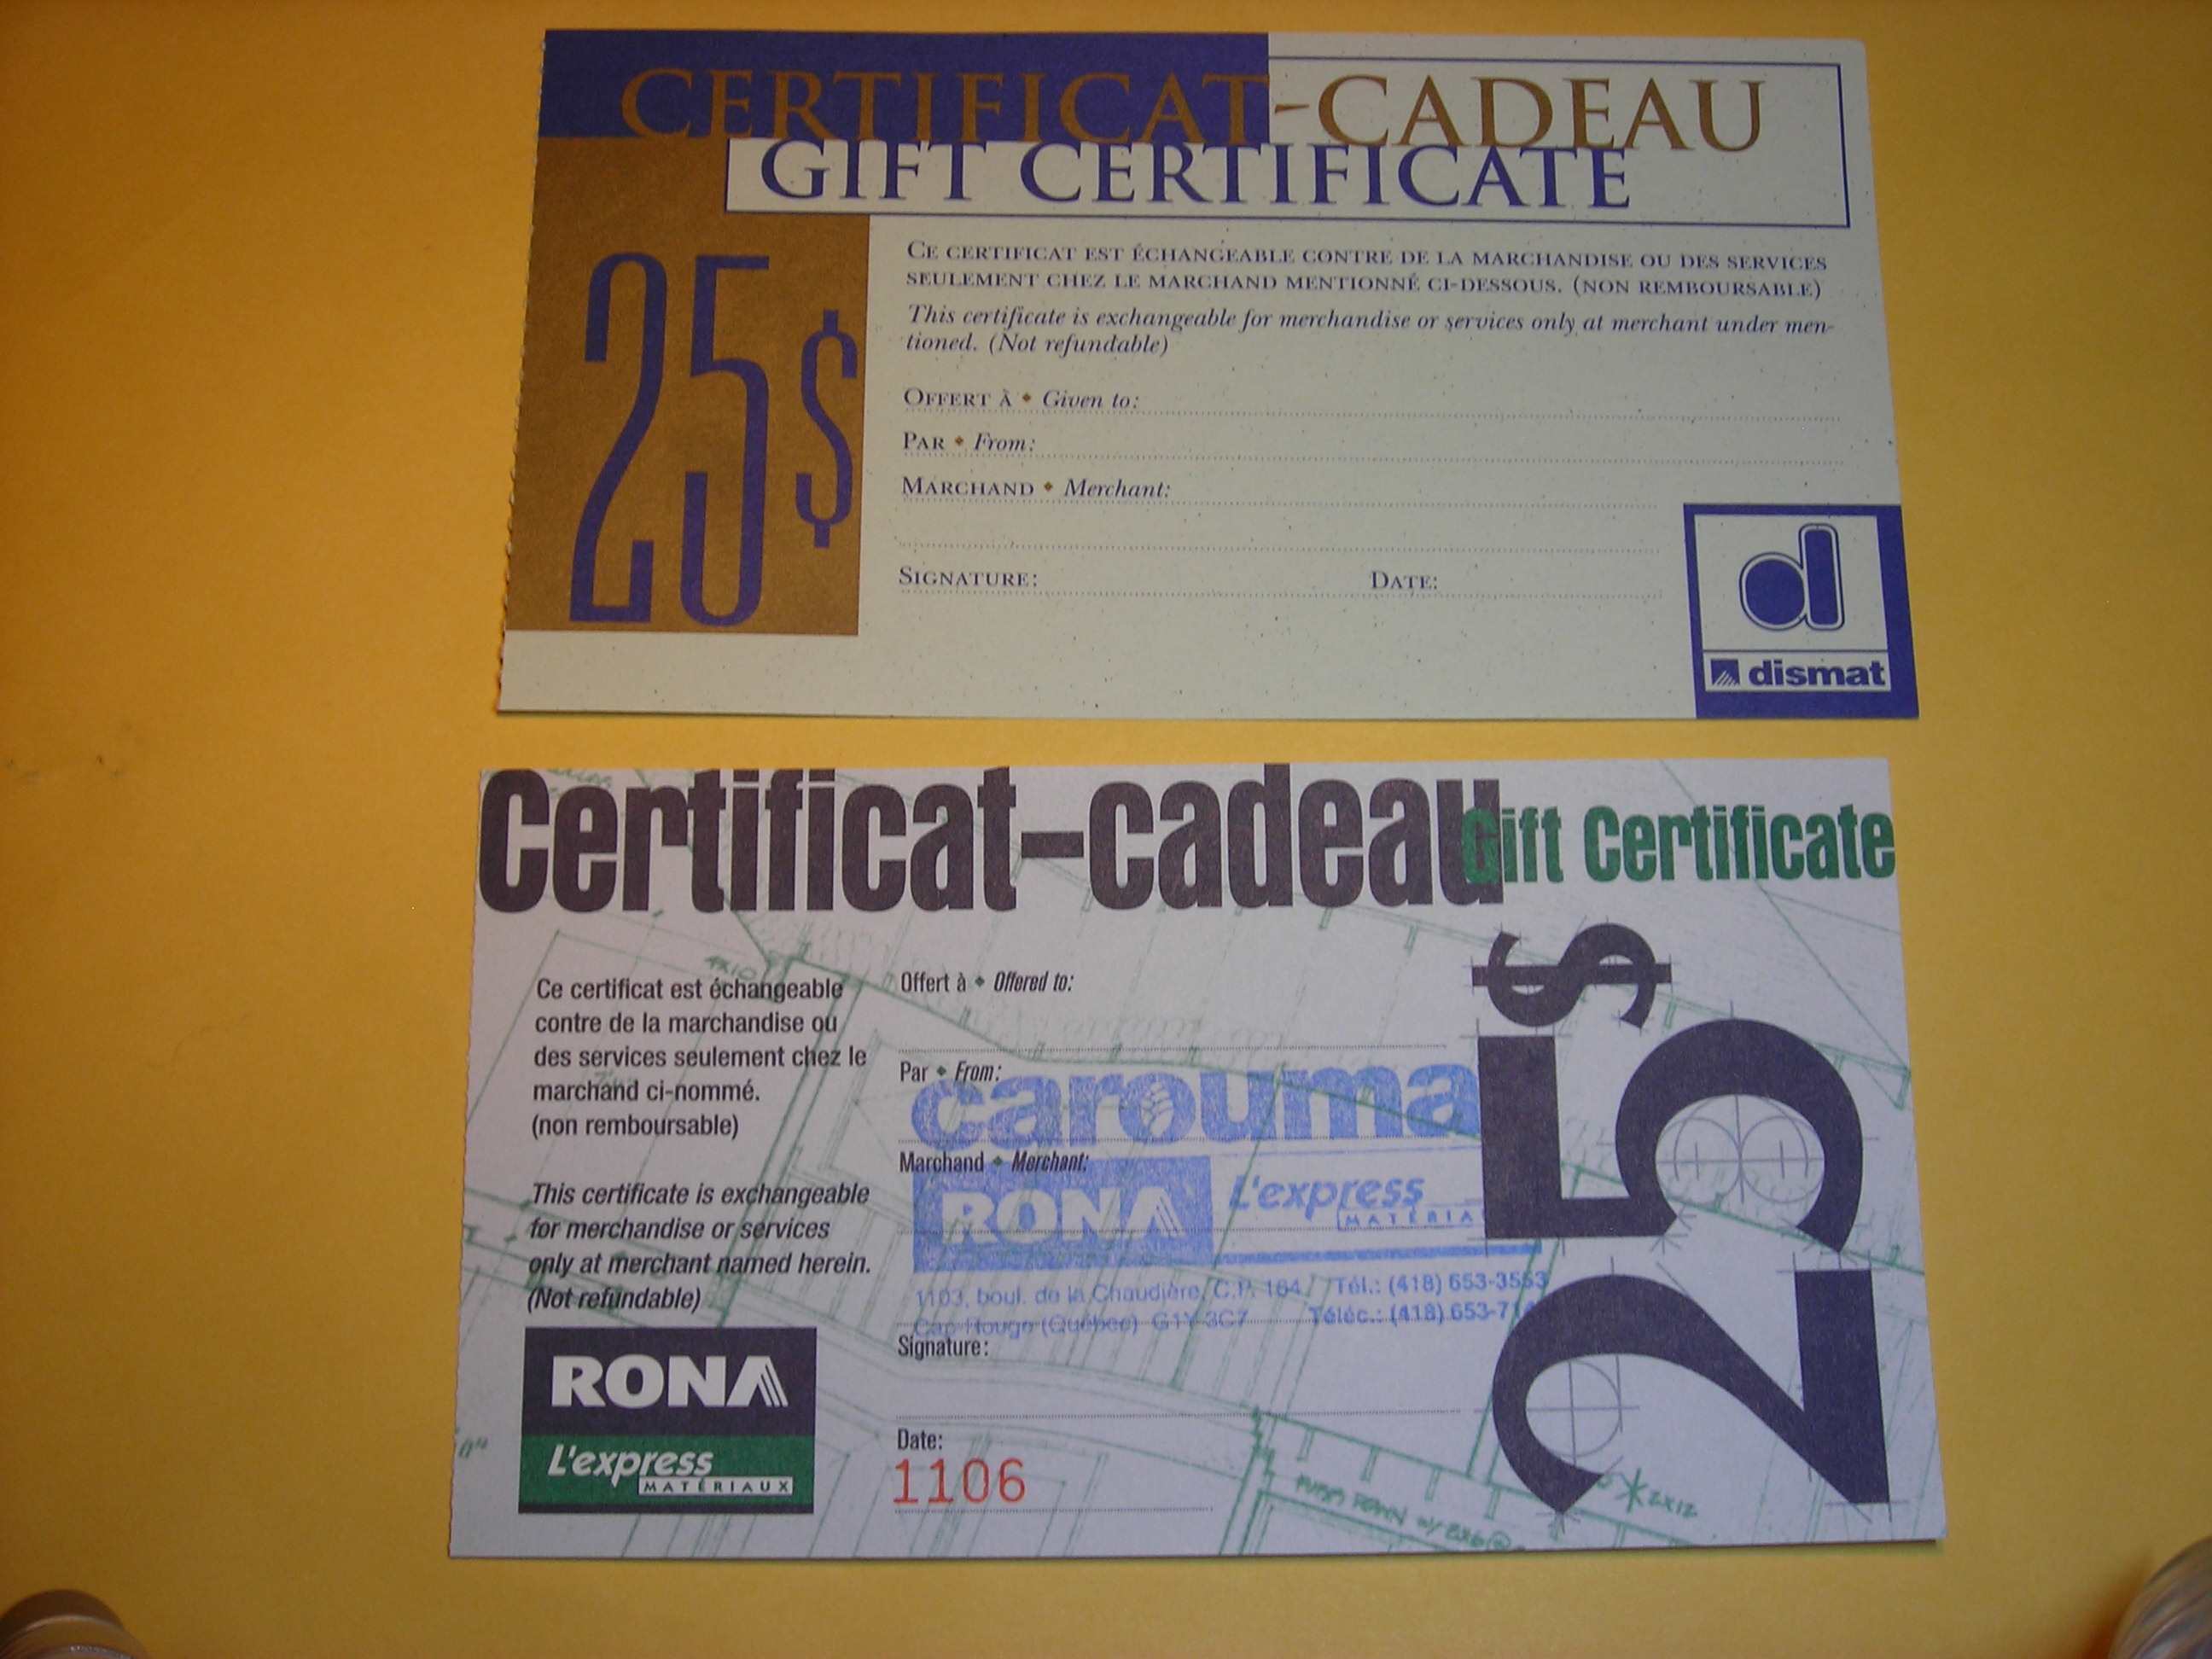 CERTIFICAT-CADEAU
GIFT CERTIFICATE
25$
CE CERTIFICAT EST ÉCHANGEABLE CONTRE DE LA MARCHANDISE OU DES SERVICES
SEULEMENT CHEZ LE MARCHAND MENTIONNÉ CI-DESSOUS. (NON REMBOURSABLE)
This certificate is exchangeable for merchandise or services only at merchant under men-
tioned. (Not refundable)
OFFERT À • Given to:
PAR • From:
MARCHAND • Merchant:
SIGNATURE: DATE:
d
dismat
Certificat-cadeau Gift Certificate
25$
Ce certificat est échangeable
contre de la marchandise ou
des services seulement chez le
marchand ci-nommé.
(non remboursable)
This certificate is exchangeable
for merchandise or services
only at merchant named herein.
(Not refundable)
RONA
L'express
MATÉRIAUX
Offert à • Offered to:
Par • From:
carouma
Marchand • Merchant:
RONA L'express
MATÉRIA
1103, boul. de la Chaudière, C.P. 184 Tél.: (418) 653-3553
Cap-Rouge (Québec) G1Y 3C7 Téléc.: (418) 653-71
Signature:
Date:
1106
4X10
2X12